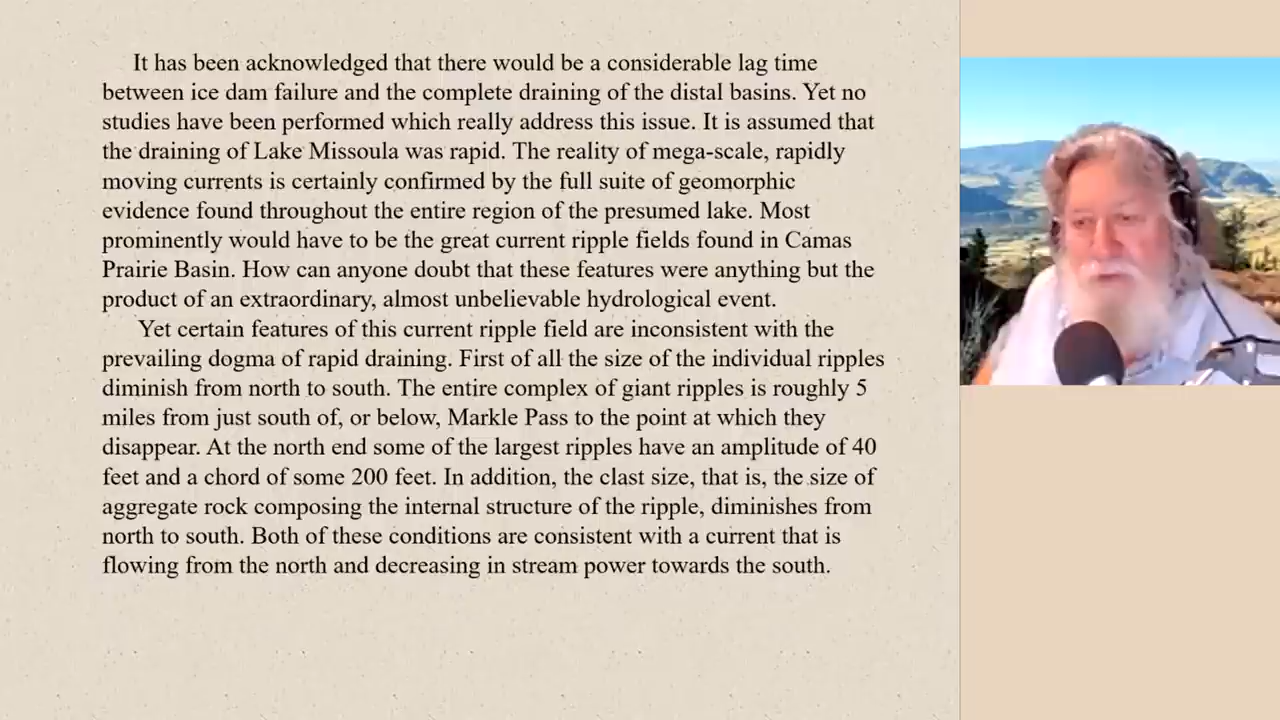 It has been acknowledged that there would be a considerable lag time
between ice dam failure and the complete draining of the distal basins. Yet no
studies have been performed which really address this issue. It is assumed that
the draining of Lake Missoula was rapid. The reality of mega-scale, rapidly
moving currents is certainly confirmed by the full suite of geomorphic
evidence found throughout the entire region of the presumed lake. Most
prominently would have to be the great current ripple fields found in Camas
Prairie Basin. How can anyone doubt that these features were anything but the
product of an extraordinary, almost unbelievable hydrological event.
Yet certain features of this current ripple field are inconsistent with the
prevailing dogma of rapid draining. First of all the size of the individual ripples
diminish from north to south. The entire complex of giant ripples is roughly 5
miles from just south of, or below, Markle Pass to the point at which they
disappear. At the north end some of the largest ripples have an amplitude of 40
feet and a chord of some 200 feet. In addition, the clast size, that is, the size of
aggregate rock composing the internal structure of the ripple, diminishes from
north to south. Both of these conditions are consistent with a current that is
flowing from the north and decreasing in stream power towards the south.